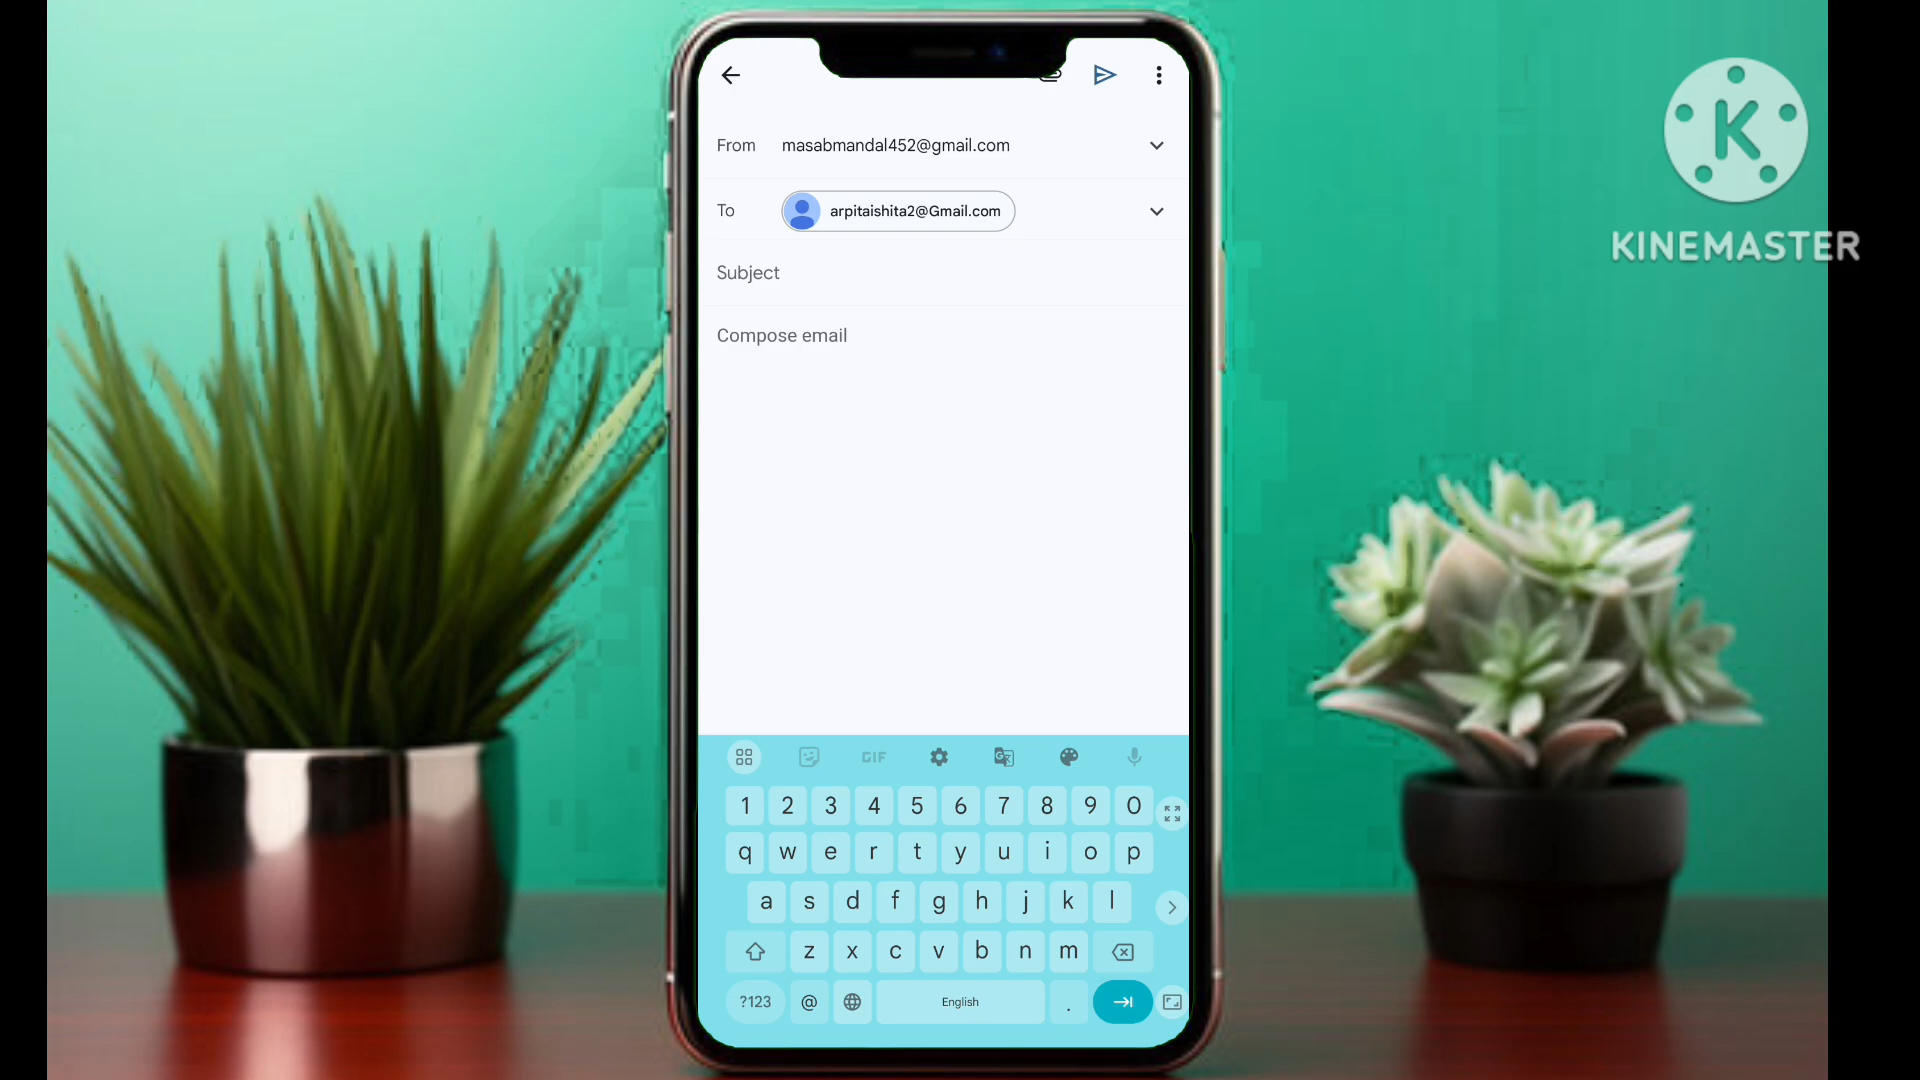 K
KINEMASTER
From masabmandal452@gmail.com
To arpitaishita2@Gmail.com
Subject
Compose email
GIF
1 2 3 4 5 6 7 8 9 0
q w e r t y u i o p
a s d f g h j k l
z x c v b n m
?123 @ English .